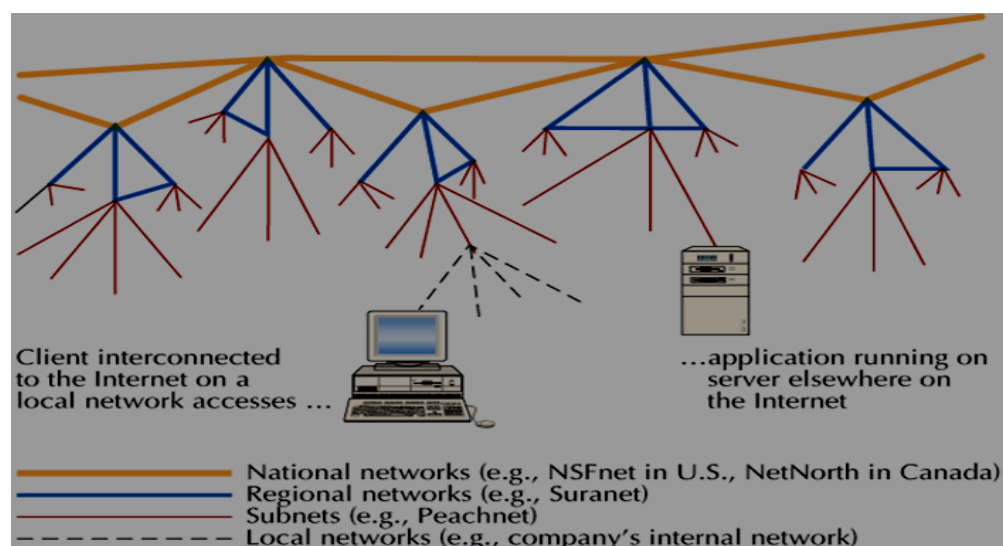 Client interconnected
to the Internet on a
local network accesses ...
...application running on
server elsewhere on
the Internet
National networks (e.g., NSFnet in U.S., NetNorth in Canada)
Regional networks (e.g., Suranet)
Subnets (e.g., Peachnet)
Local networks (e.g., company's internal network)